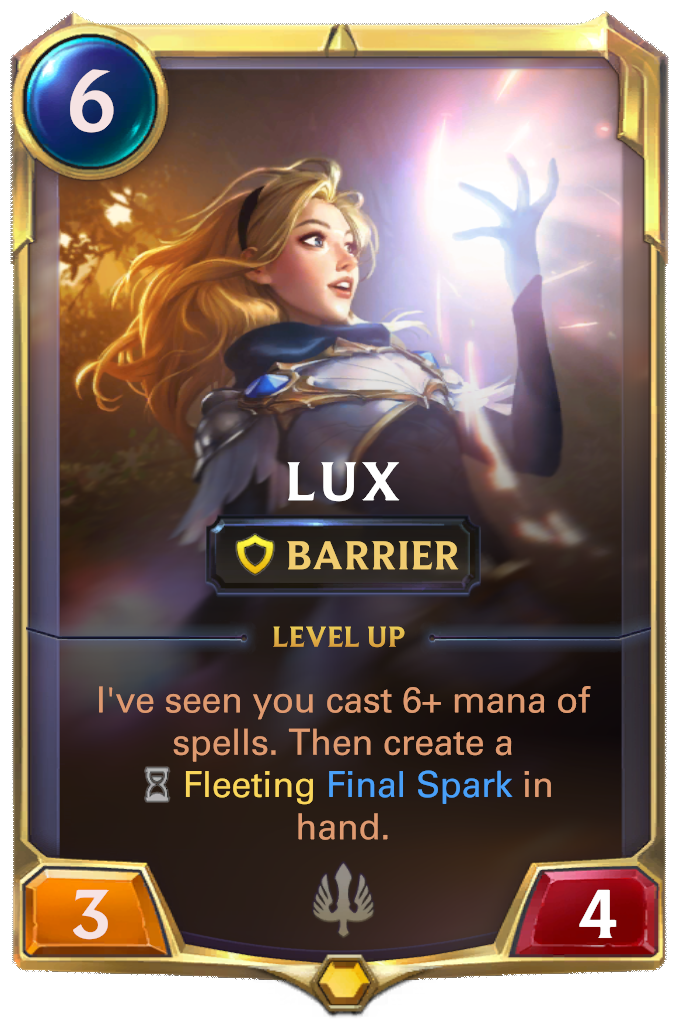 6
LUX
BARRIER
LEVEL UP
I've seen you cast 6+ mana of
spells. Then create a
Fleeting Final Spark in
hand.
3
4